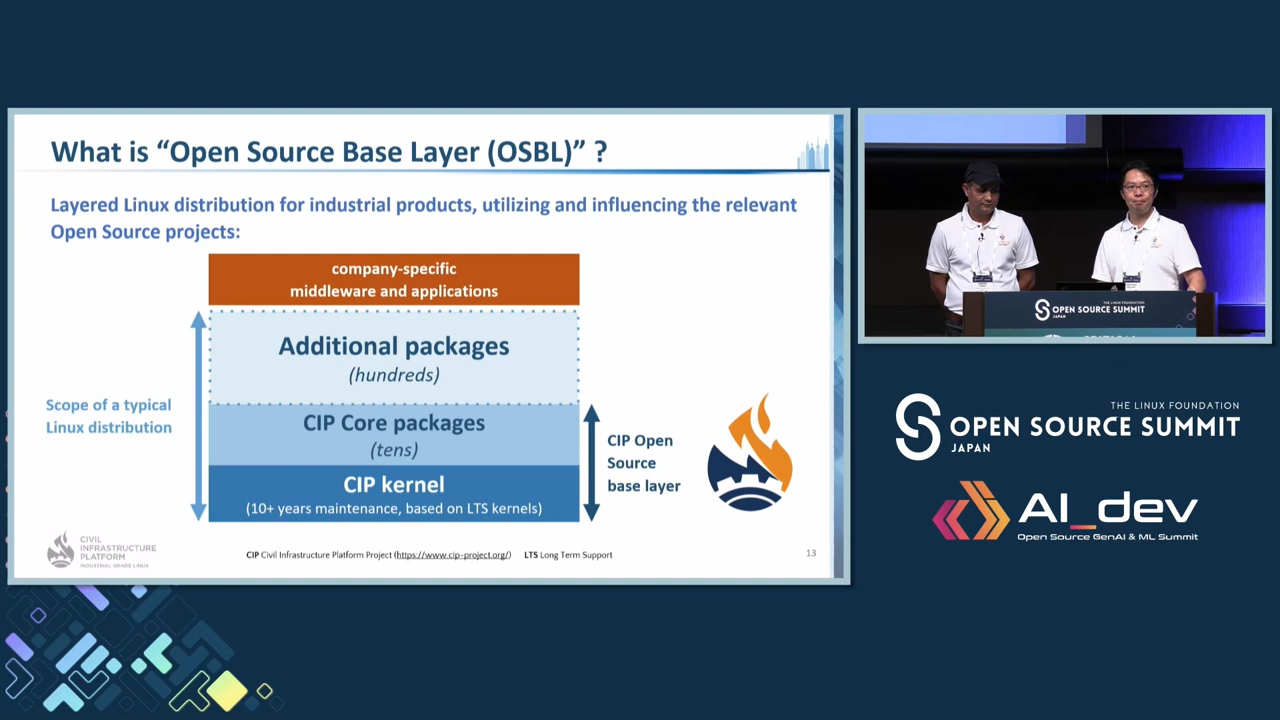 What is “Open Source Base Layer (OSBL)” ?
Layered Linux distribution for industrial products, utilizing and influencing the relevant
Open Source projects:
company-specific
middleware and applications
Additional packages
(hundreds)
Scope of a typical
Linux distribution
CIP Core packages
(tens)
CIP Open
Source
base layer
CIP kernel
(10+ years maintenance, based on LTS kernels)
CIVIL
INFRASTRUCTURE
PLATFORM
INDUSTRIAL GRADE LINUX
CIP Civil Infrastructure Platform Project (https://www.cip-project.org/) LTS Long Term Support
13
THE LINUX FOUNDATION
OPEN SOURCE SUMMIT
JAPAN
THE LINUX FOUNDATION
OPEN SOURCE SUMMIT
JAPAN
AI_dev
Open Source GenAI & ML Summit